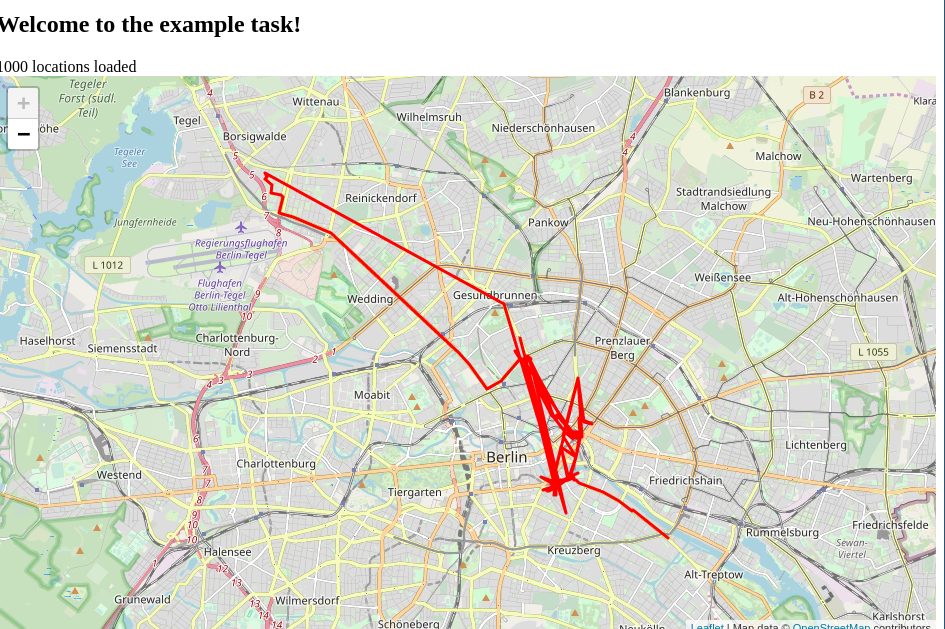 Welcome to the example task!
1000 locations loaded
+
−
Tegeler
Forst (südl.
Teil)
Wittenau
Blankenburg
B 2
Klara
Wilhelmsruh
Niederschönhausen
Tegel
Borsigwalde
Tegeler
See
Malchow
Wartenberg
Reinickendorf
Stadtrandsiedlung
Malchow
Jungfernheide
Pankow
Neu-Hohenschönhausen
Regierungsflughafen
Berlin Tegel
L 1012
Flughafen
Berlin-Tegel
Otto Lilienthal
Weißensee
Wedding
Gesundbrunnen
Alt-Hohenschönhausen
Haselhorst
Siemensstadt
Charlottenburg-
Nord
Prenzlauer
Berg
L 1055
Moabit
Lichtenberg
Berlin
Westend
Charlottenburg
Tiergarten
Friedrichshain
Friedrichsfelde
Rummelsburg
Halensee
Kreuzberg
Sewan-
Viertel
Alt-Treptow
Grunewald
Wilmersdorf
Schöneberg
Neukölln
Karlshorst
Leaflet | Map data © OpenStreetMap contributors